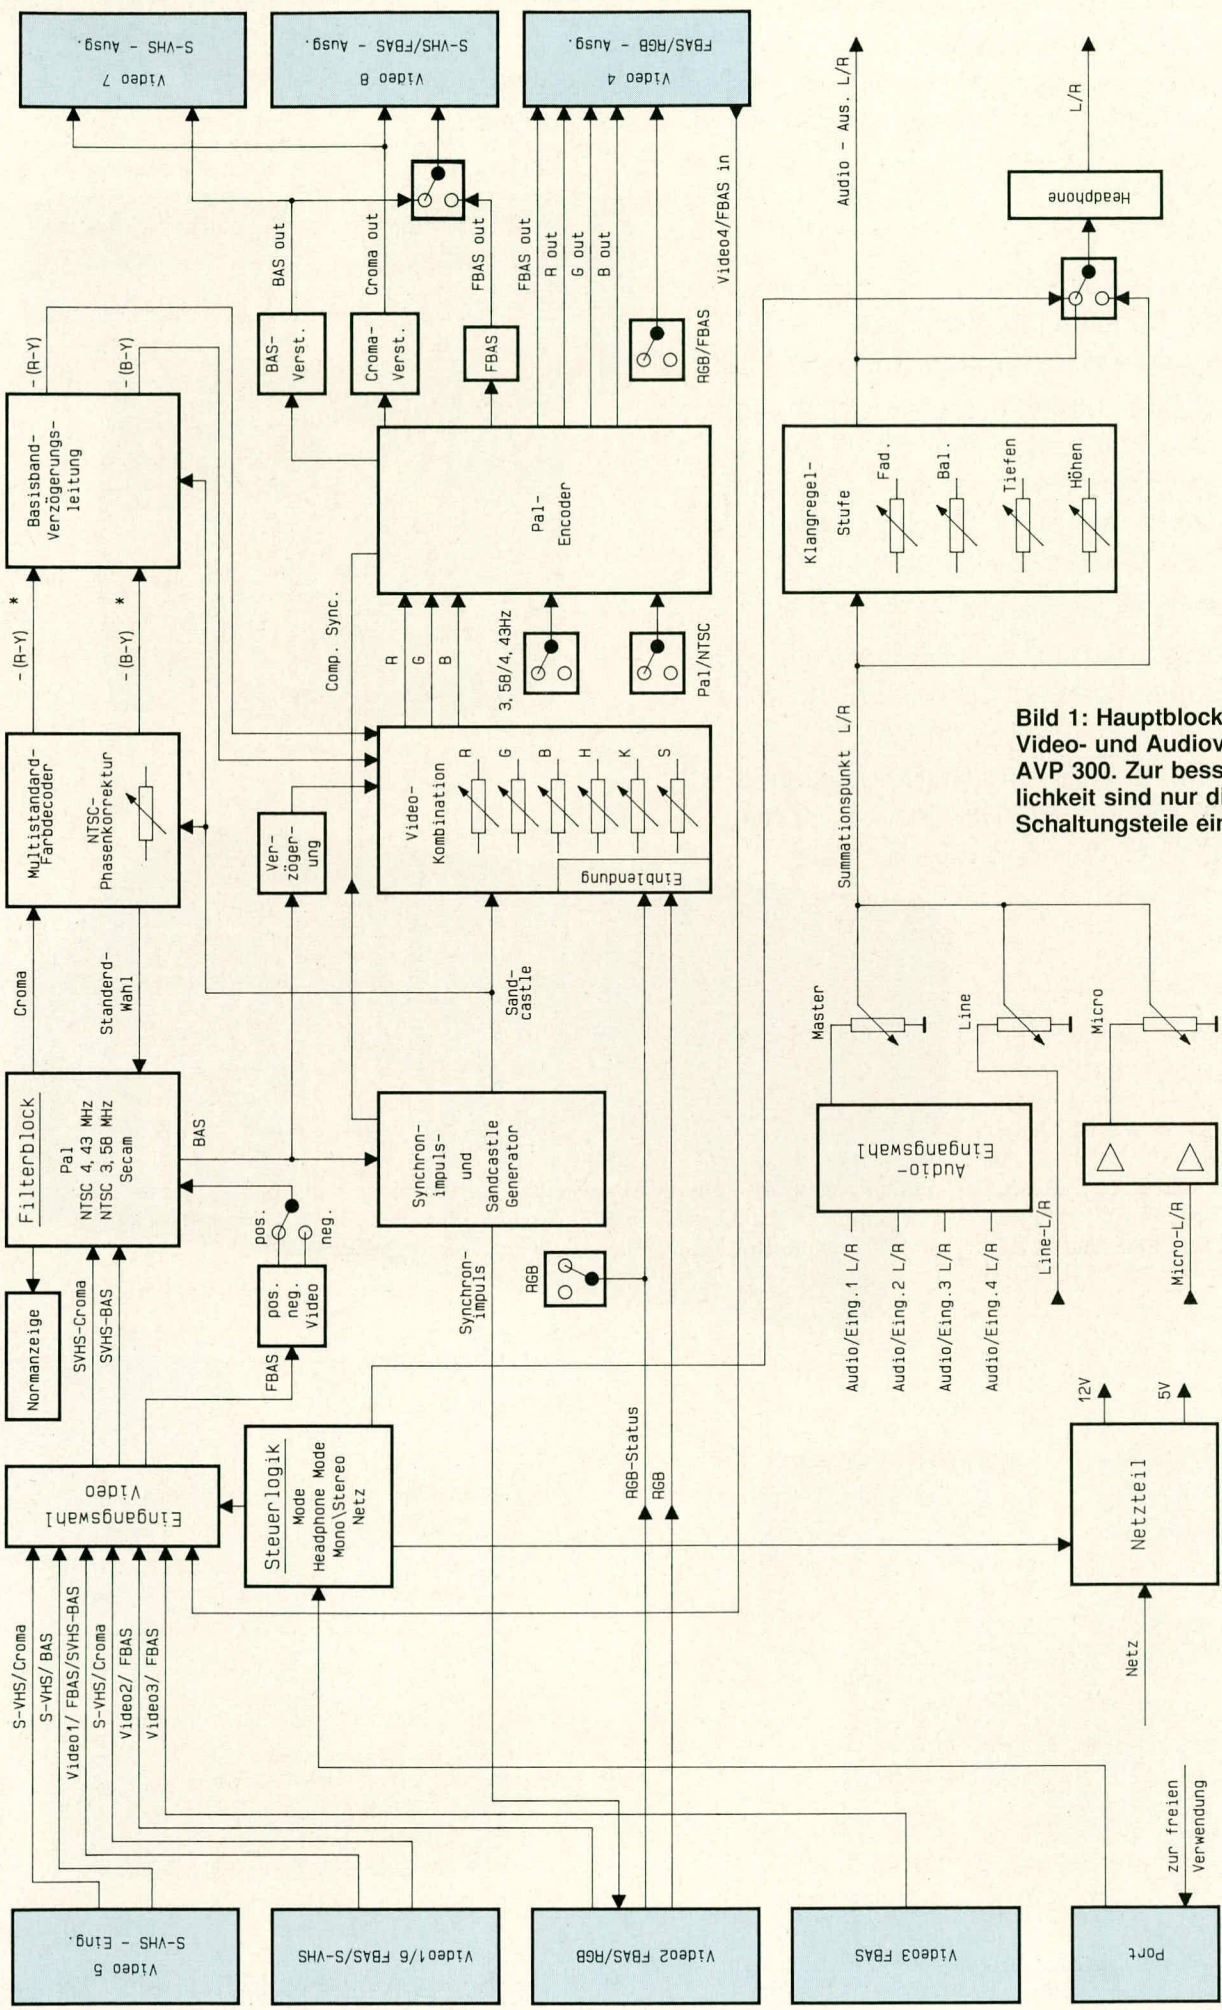 Video 7
S-VHS - Ausg.
Video 8
S-VHS/FBAS - Ausg.
Video 4
FBAS/RGB - Ausg.
BAS out
Croma out
FBAS out
FBAS out
R out
G out
B out
Video4/FBAS in
RGB/FBAS
Audio - Aus. L/R
L/R
Headphone
-(R-Y)
-(B-Y)
Basisband-
Verzögerungs-
leitung
BAS-
Verst.
Croma-
Verst.
FBAS
Pal-
Encoder
Klangregel-
Stufe
Fad.
Bal.
Tiefen
Höhen
-(R-Y) *
-(B-Y) *
Comp. Sync.
R
G
B
3,58/4,43Hz
Pal/NTSC
Multistandard-
Farbdecoder
NTSC-
Phasenkorrektur
Ver-
zöger-
ung
Video-
Kombination
R
G
B
H
K
S
Einblendung
Summationspunkt L/R
Bild 1: Hauptblock
Video- und Audiov
AVP 300. Zur bess
lichkeit sind nur di
Schaltungsteile ein
Croma
Standerd-
Wahl
Sand-
castle
Master
Line
Micro
Filterblock
Pal
NTSC 4,43 MHz
NTSC 3,58 MHz
Secam
BAS
Synchron-
impuls-
und
Sandcastle
Generator
Audio-
Eingangswahl
pos.
neg.
Normanzeige
SVHS-Croma
SVHS-BAS
pos.
neg.
Video
FBAS
Synchron-
impuls
RGB
Audio/Eing.1 L/R
Audio/Eing.2 L/R
Audio/Eing.3 L/R
Audio/Eing.4 L/R
Line-L/R
Micro-L/R
Eingangswahl
Video
Steuerlogik
Mode
Headphone Mode
Mono\Stereo
Netz
RGB-Status
RGB
12V
5V
Netzteil
Netz
S-VHS/Croma
S-VHS/BAS
Video1/ FBAS/SVHS-BAS
S-VHS/Croma
Video2/ FBAS
Video3/ FBAS
zur freien
Verwendung
Video 5
S-VHS - Eing.
Video1/6 FBAS/S-VHS
Video2 FBAS/RGB
Video3 FBAS
Port